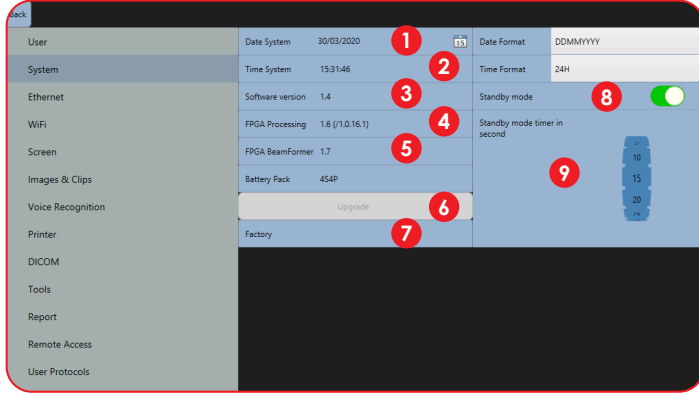 Back
User
System
Ethernet
WiFi
Screen
Images & Clips
Voice Recognition
Printer
DICOM
Tools
Report
Remote Access
User Protocols
Date System 30/03/2020 1 15 Date Format DDMMYYYY
Time System 15:31:46 2 Time Format 24H
Software version 1.4 3 Standby mode 8
FPGA Processing 1.6 (/1.0.16.1) 4 Standby mode timer in
second
FPGA BeamFormer 1.7 5
Battery Pack 4S4P
Upgrade 6
Factory 7
9
10
15
20